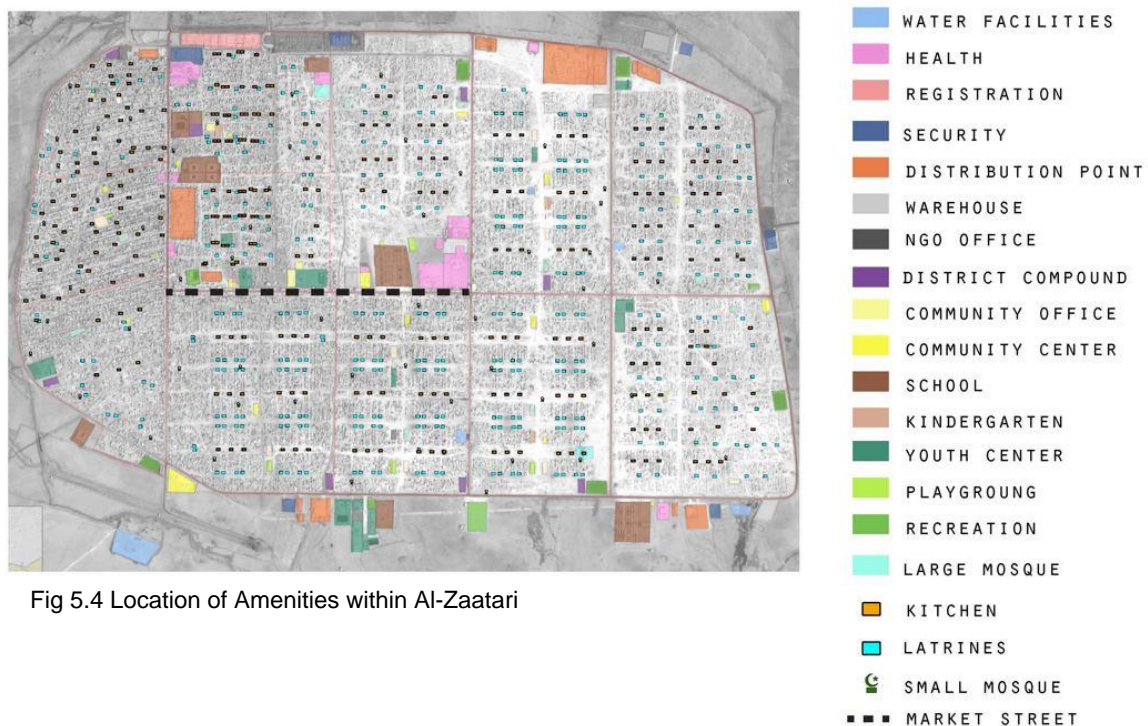 WATER FACILITIES
HEALTH
REGISTRATION
SECURITY
DISTRIBUTION POINT
WAREHOUSE
NGO OFFICE
DISTRICT COMPOUND
COMMUNITY OFFICE
COMMUNITY CENTER
SCHOOL
KINDERGARTEN
YOUTH CENTER
PLAYGROUNG
RECREATION
LARGE MOSQUE
KITCHEN
LATRINES
SMALL MOSQUE
MARKET STREET
Fig 5.4 Location of Amenities within Al-Zaatari